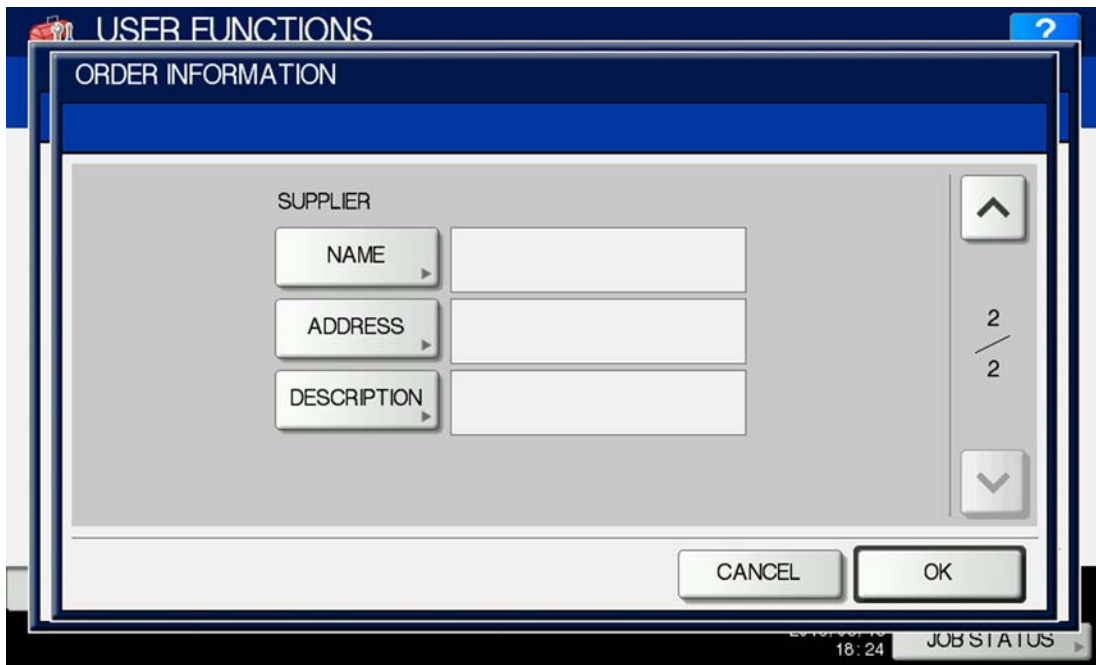 USER FUNCTIONS
?
ORDER INFORMATION
SUPPLIER
NAME
ADDRESS
DESCRIPTION
2
2
CANCEL
OK
18:24
JOB STATUS